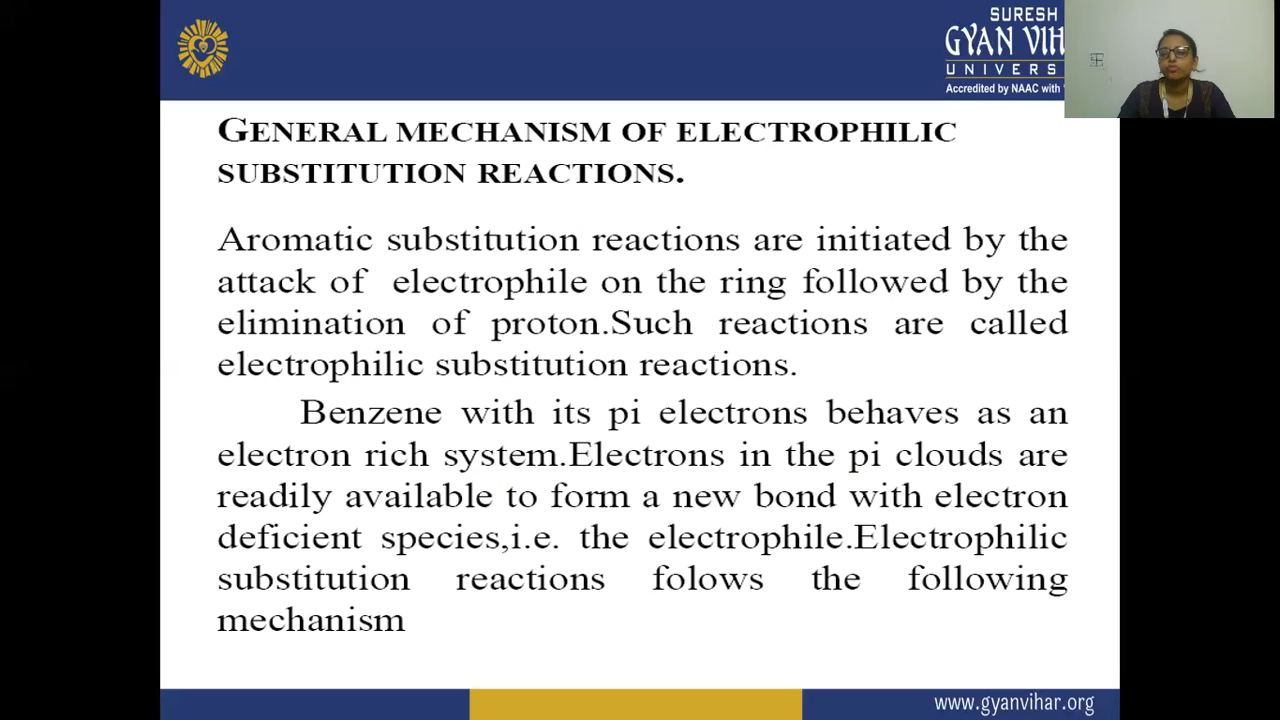 SURESH
GYAN VIH
UNIVERS
Accredited by NAAC with
GENERAL MECHANISM OF ELECTROPHILIC
SUBSTITUTION REACTIONS.
Aromatic substitution reactions are initiated by the
attack of electrophile on the ring followed by the
elimination of proton.Such reactions are called
electrophilic substitution reactions.
Benzene with its pi electrons behaves as an
electron rich system.Electrons in the pi clouds are
readily available to form a new bond with electron
deficient species,i.e. the electrophile.Electrophilic
substitution reactions folows the following
mechanism
www.gyanvihar.org